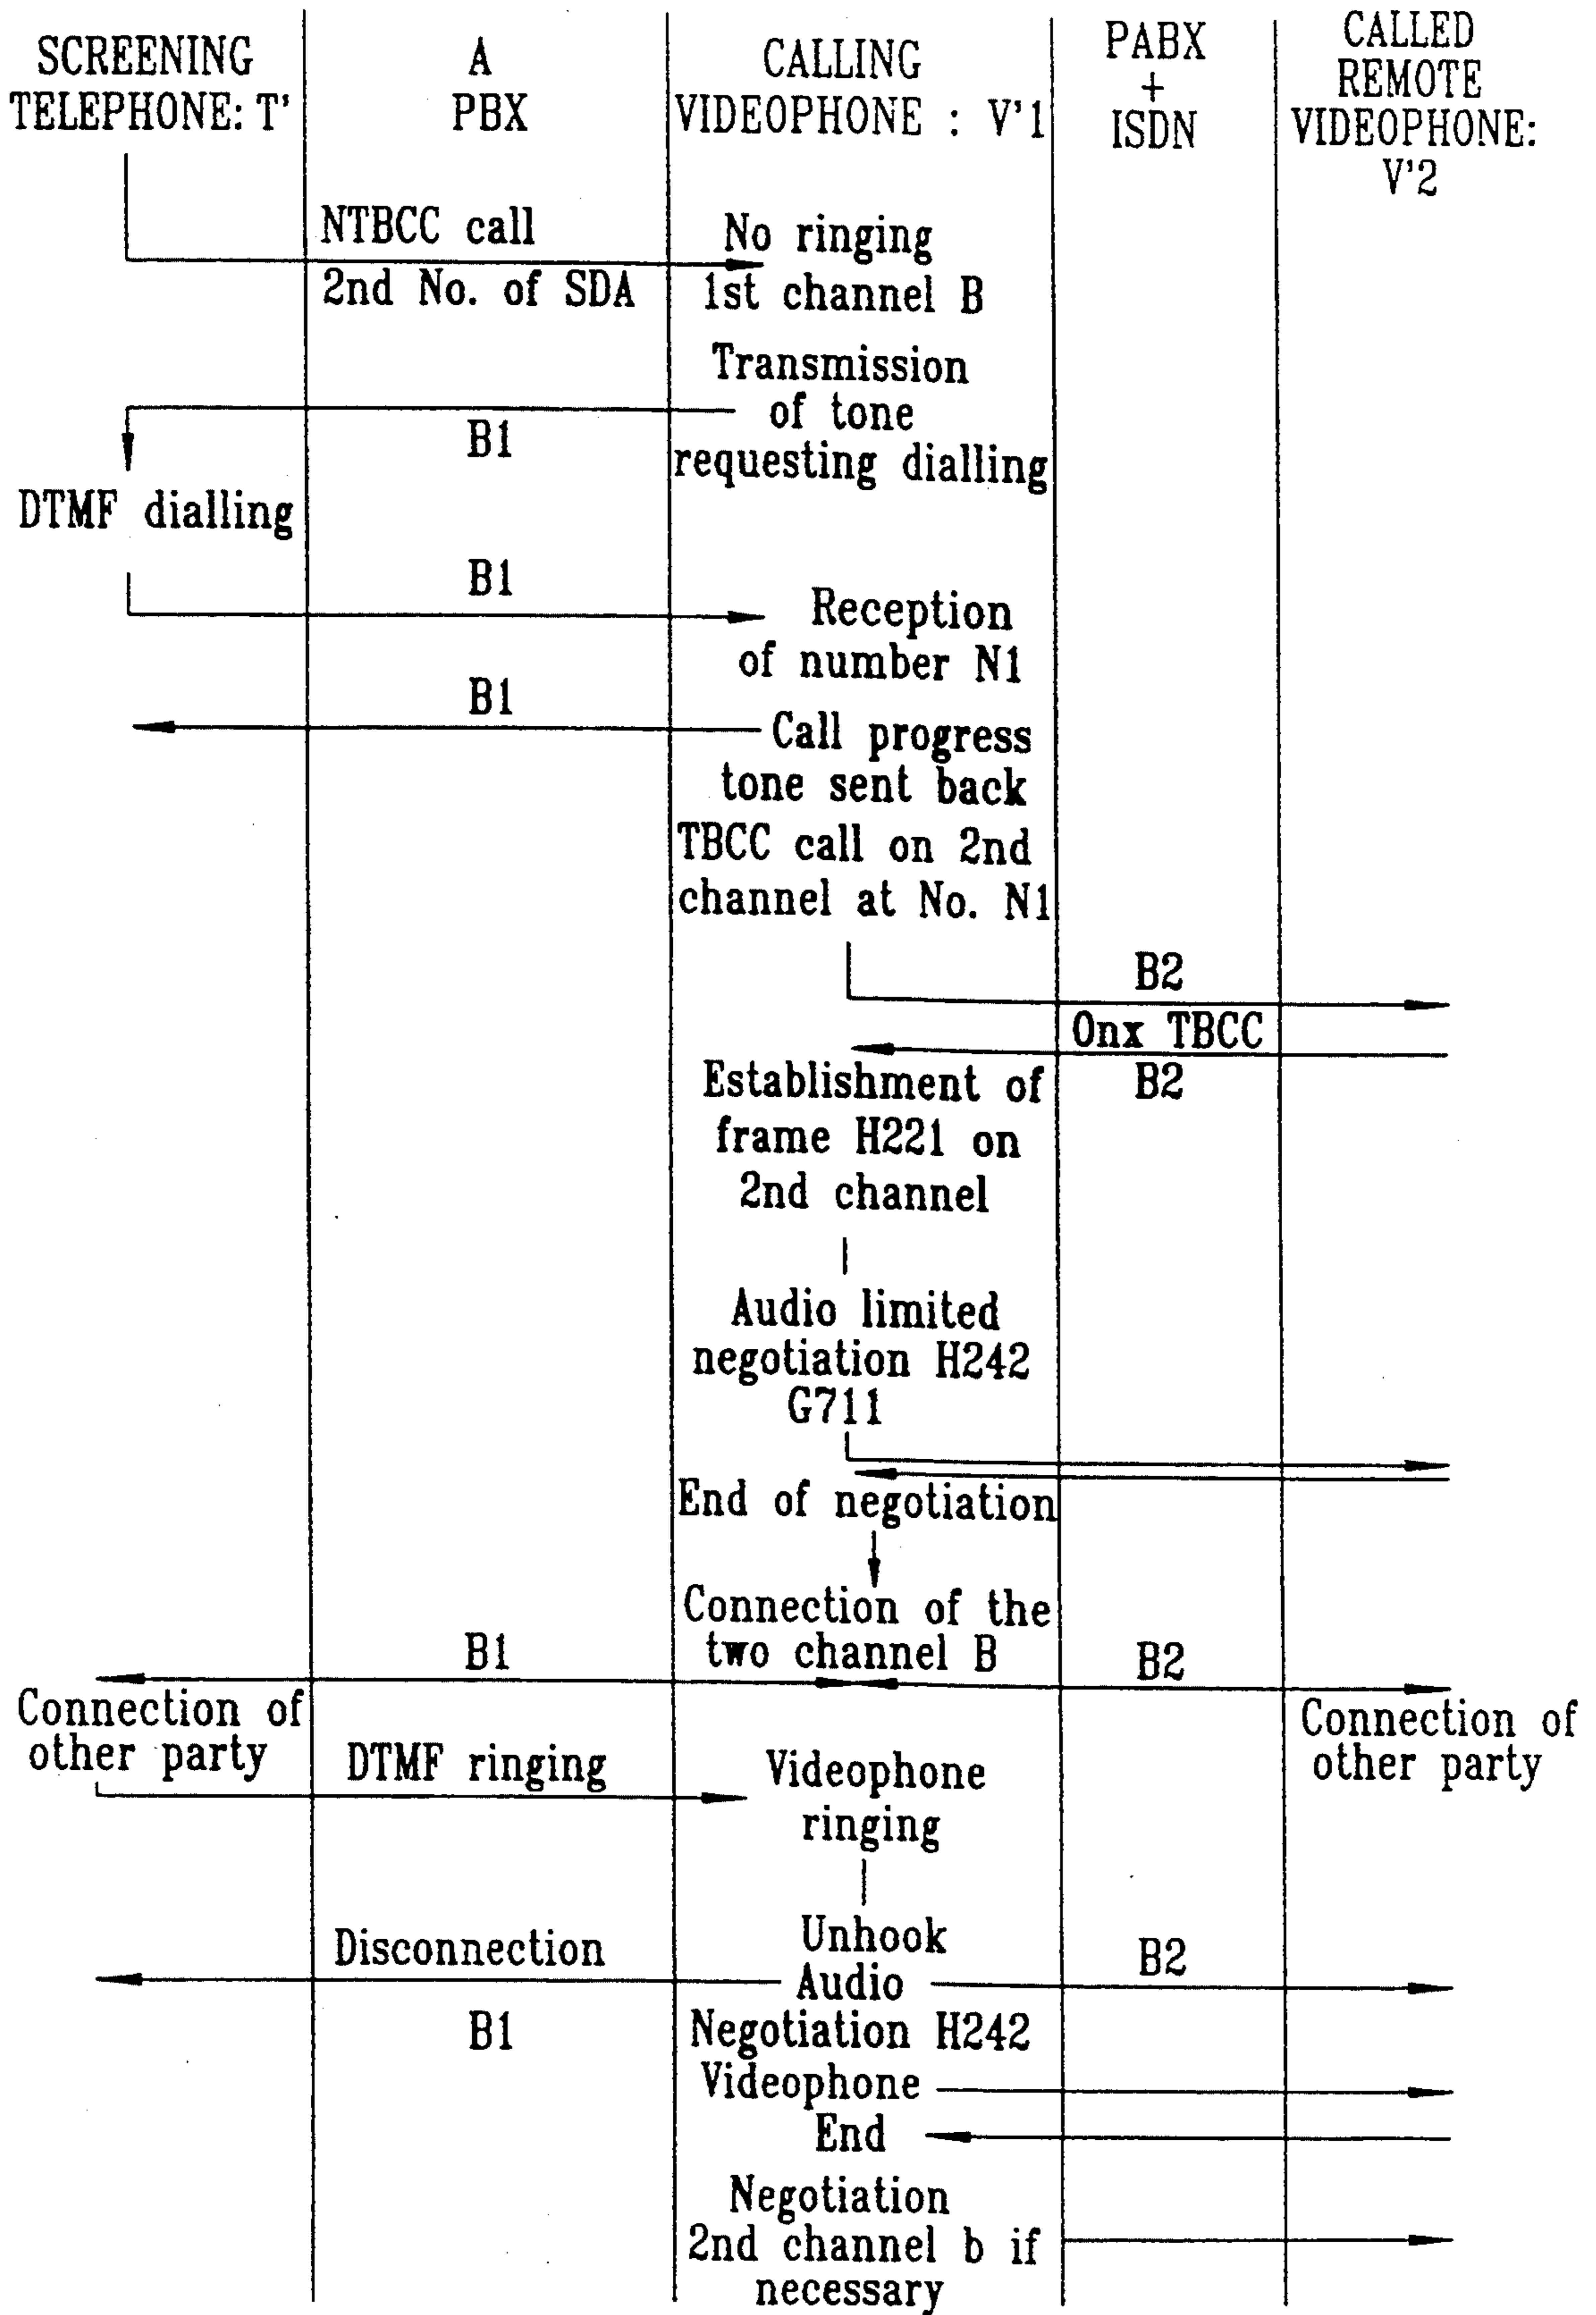 SCREENING
TELEPHONE: T'
A
PBX
CALLING
VIDEOPHONE : V'1
PABX
+
ISDN
CALLED
REMOTE
VIDEOPHONE:
V'2
NTBCC call
2nd No. of SDA
No ringing
1st channel B
Transmission
of tone
requesting dialling
B1
DTMF dialling
B1
Reception
of number N1
B1
Call progress
tone sent back
TBCC call on 2nd
channel at No. N1
B2
Onx TBCC
B2
Establishment of
frame H221 on
2nd channel
Audio limited
negotiation H242
G711
End of negotiation
Connection of the
two channel B
B1
B2
Connection of
other party
Connection of
other party
DTMF ringing
Videophone
ringing
Disconnection
Unhook
Audio
B2
B1
Negotiation H242
Videophone
End
Negotiation
2nd channel b if
necessary